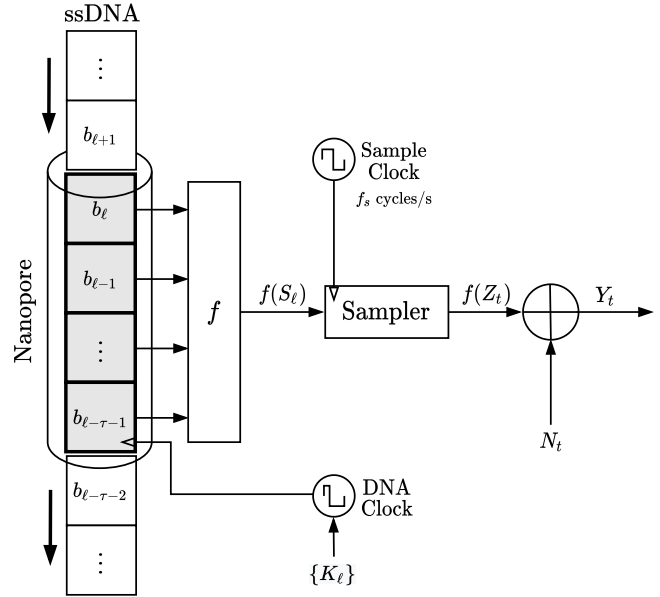 ssDNA
⋮
b_{ℓ+1}
b_ℓ
b_{ℓ-1}
⋮
b_{ℓ-τ-1}
b_{ℓ-τ-2}
⋮
Nanopore
f
f(S_ℓ)
Sample
Clock
f_s cycles/s
Sampler
f(Z_t)
Y_t
N_t
DNA
Clock
{K_ℓ}